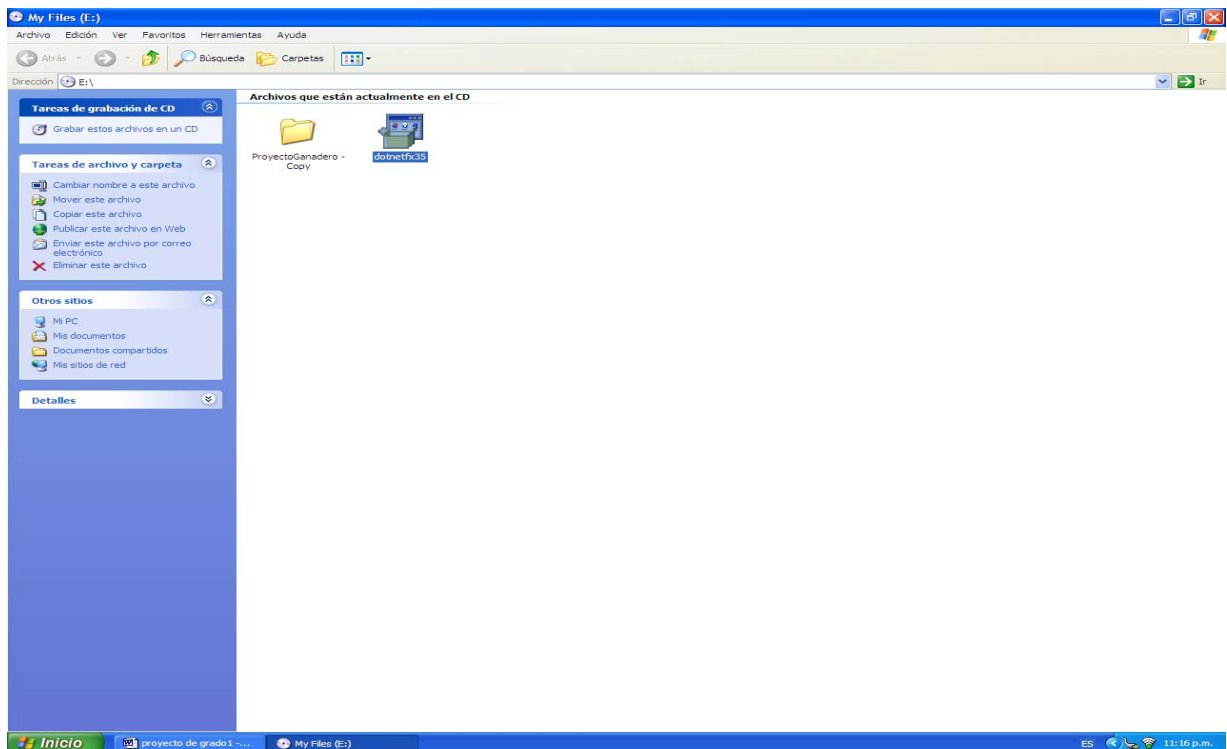 My Files (E:)
Archivo Edición Ver Favoritos Herramientas Ayuda
Atrás Búsqueda Carpetas
Dirección E:\ Ir
Tareas de grabación de CD
Grabar estos archivos en un CD
Tareas de archivo y carpeta
Cambiar nombre a este archivo
Mover este archivo
Copiar este archivo
Publicar este archivo en Web
Enviar este archivo por correo
electrónico
Eliminar este archivo
Otros sitios
Mi PC
Mis documentos
Documentos compartidos
Mis sitios de red
Detalles
Archivos que están actualmente en el CD
ProyectoGanadero -
Copy
dotnetfx35
Inicio proyecto de grado1 -... My Files (E:) ES 11:16 p.m.